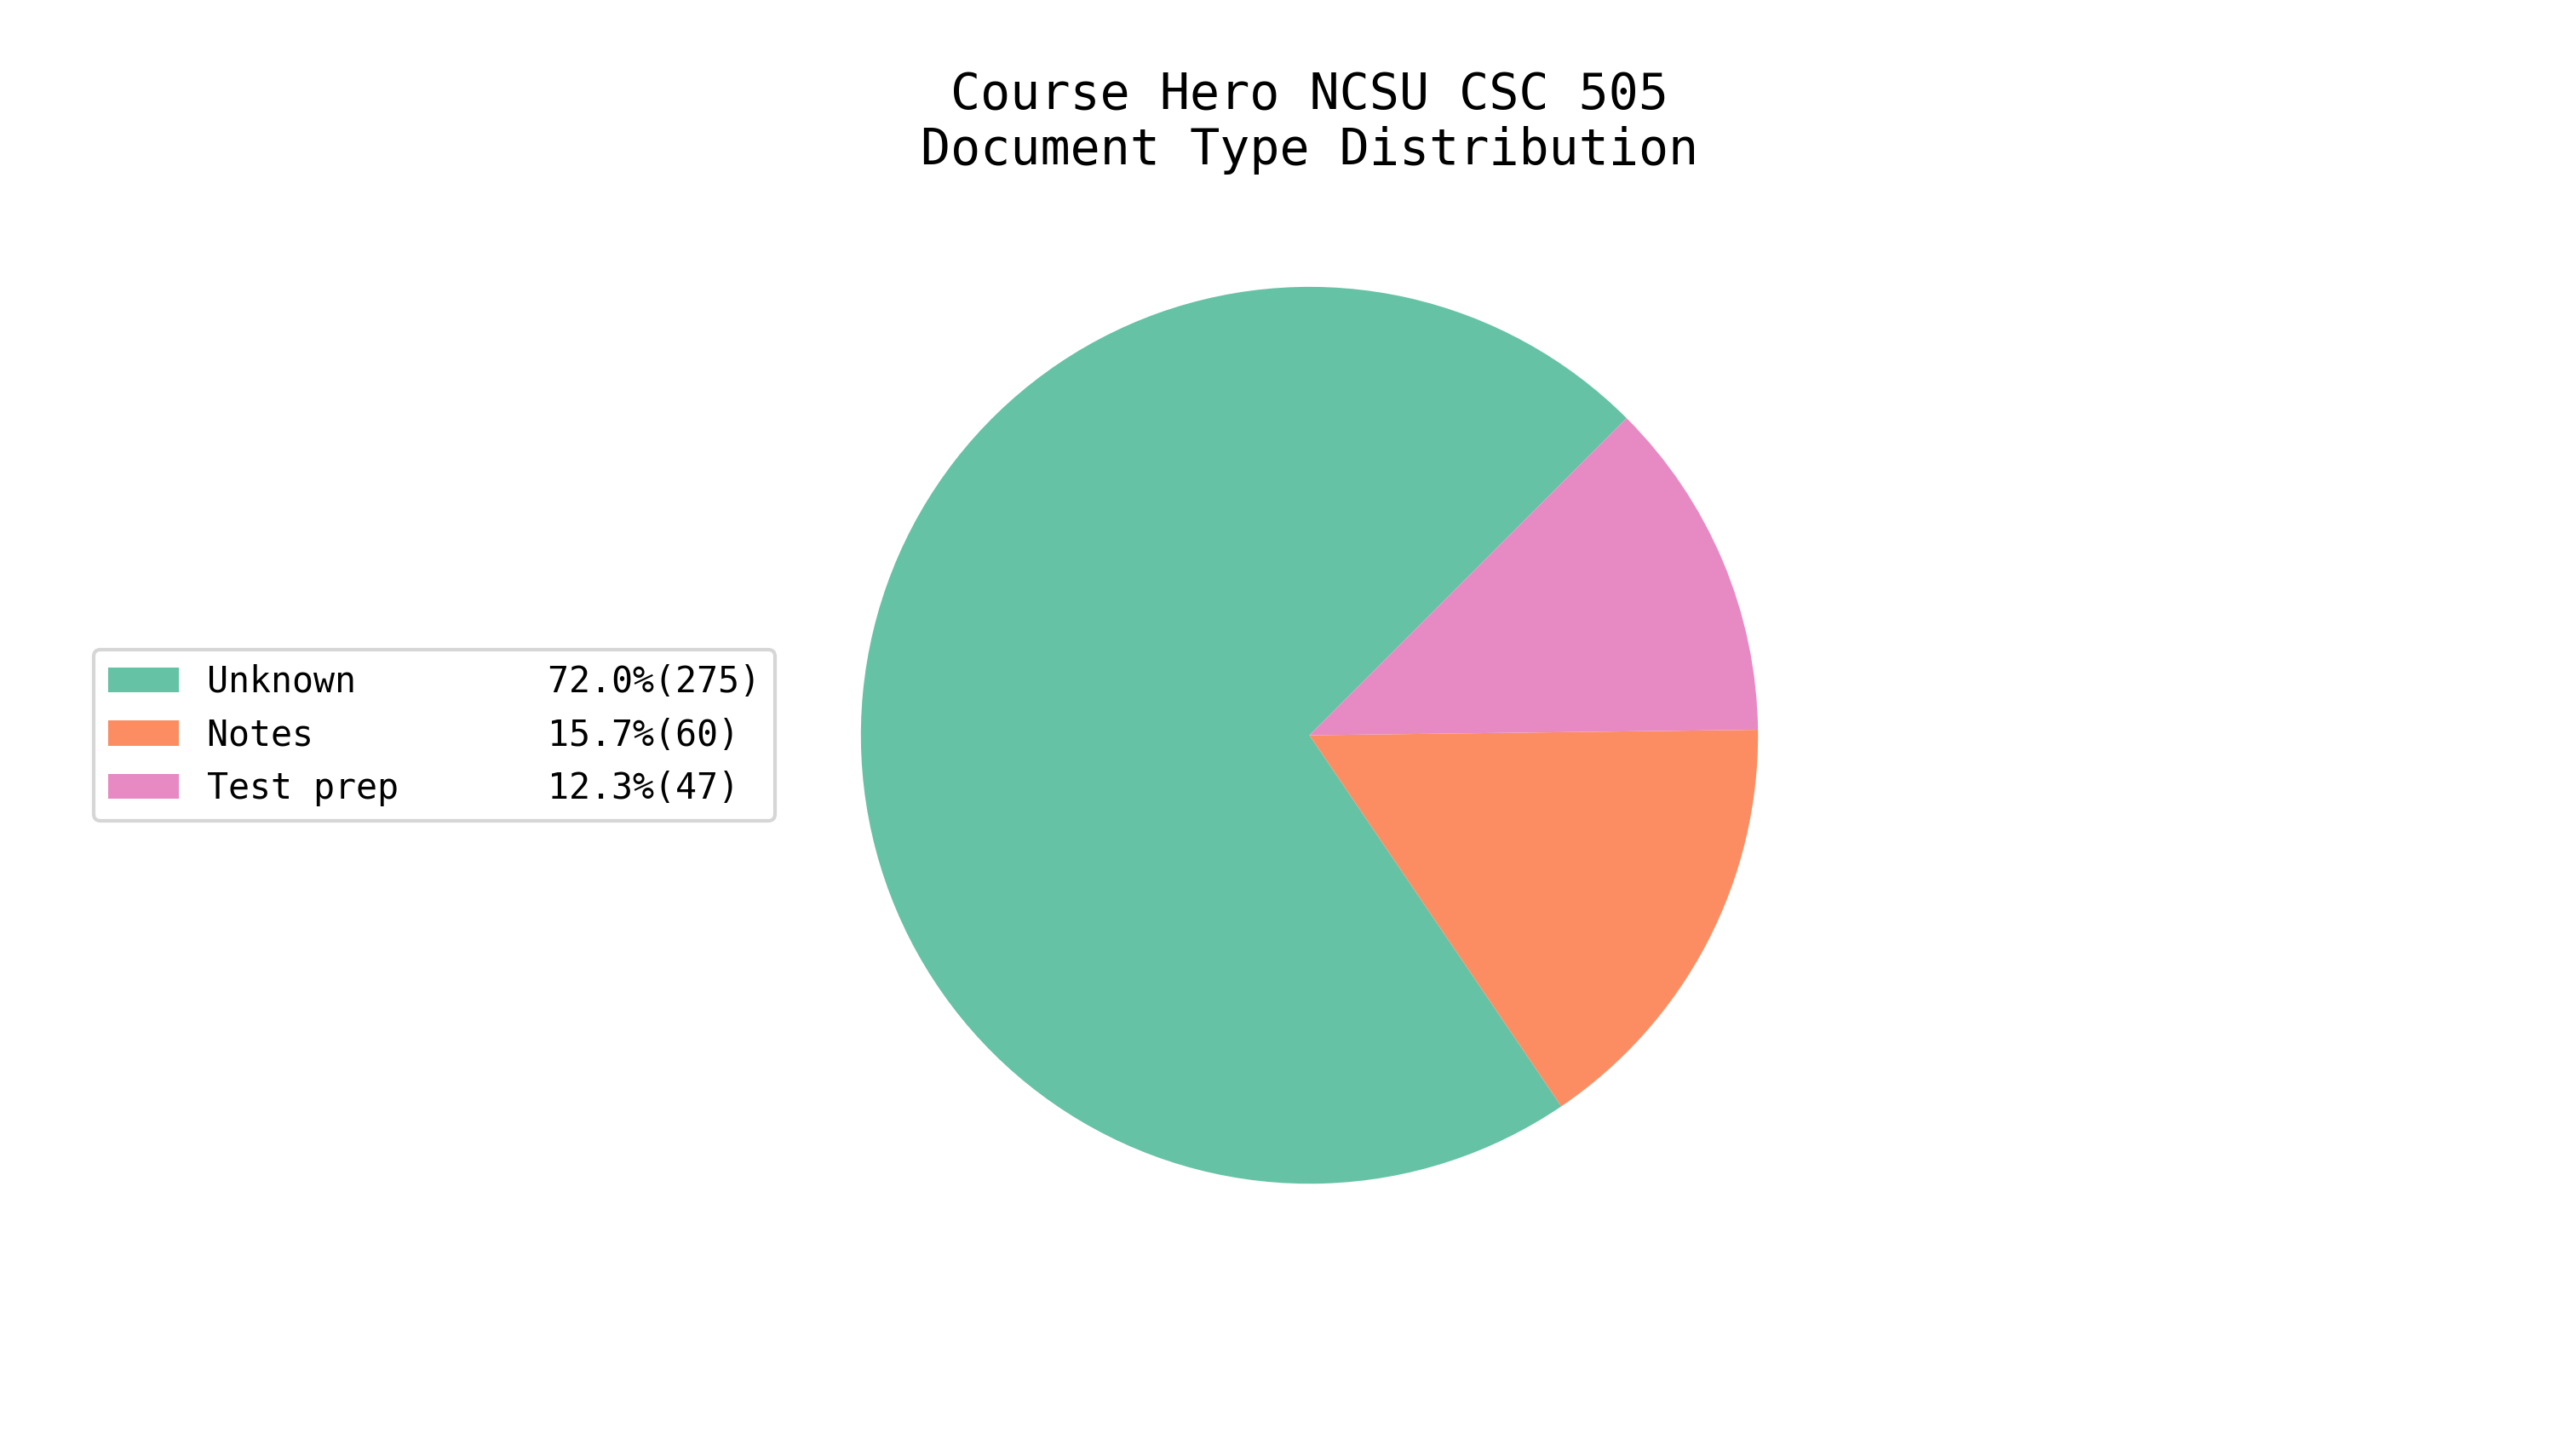 Course Hero NCSU CSC 505
Document Type Distribution
Unknown 72.0%(275)
Notes 15.7%(60)
Test prep 12.3%(47)